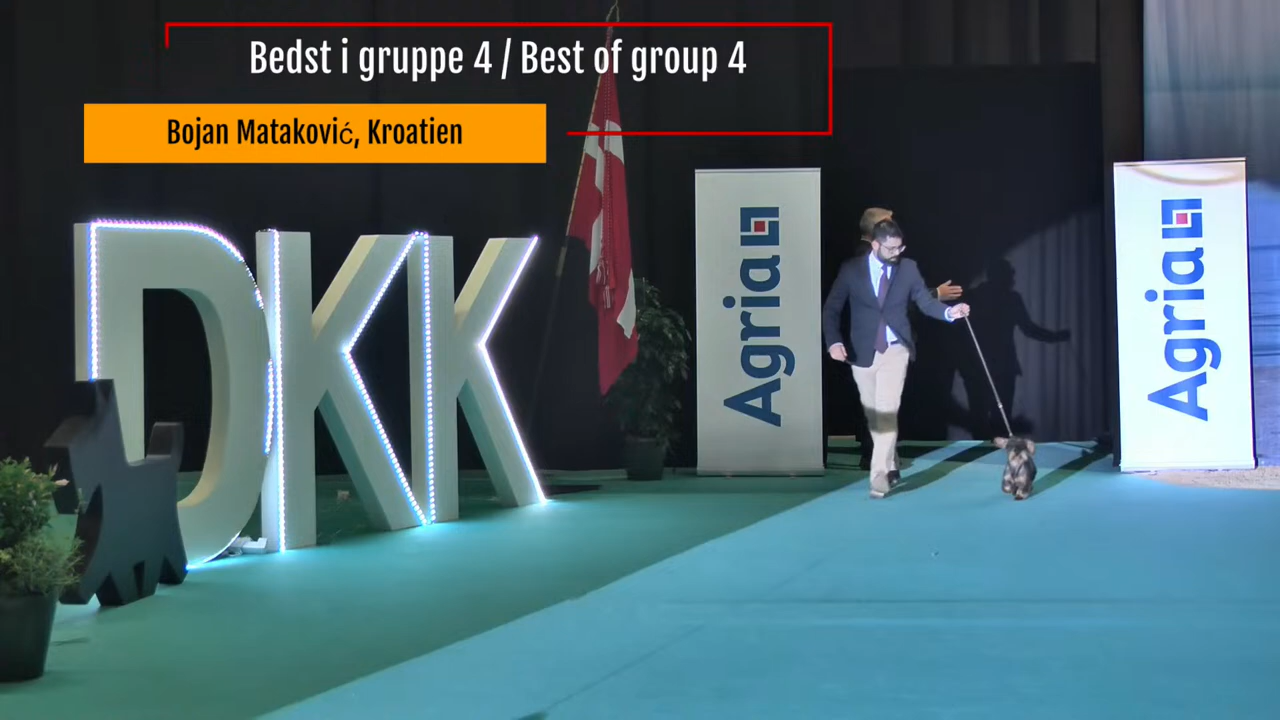 Bedst i gruppe 4 / Best of group 4
Bojan Mataković, Kroatien
DKK
Agria
Agria